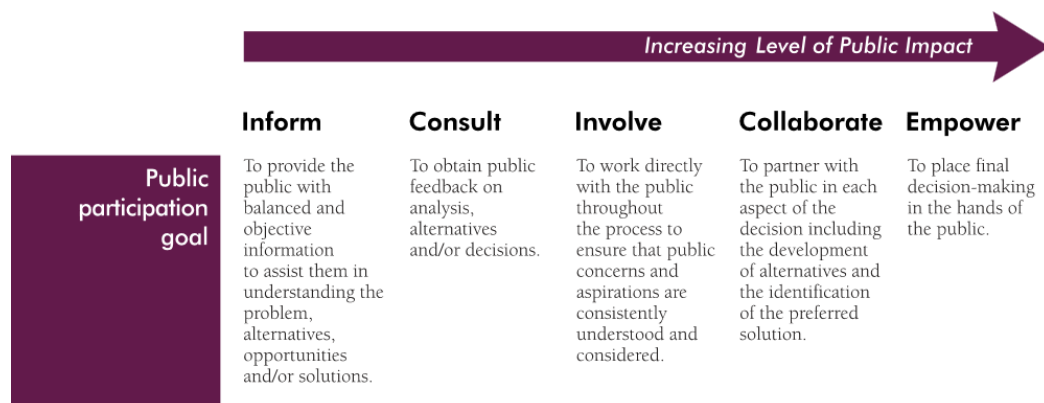 Increasing Level of Public Impact
Inform
Consult
Involve
Collaborate
Empower
Public
participation
goal
To provide the
public with
balanced and
objective
information
to assist them in
understanding the
problem,
alternatives,
opportunities
and/or solutions.
To obtain public
feedback on
analysis,
alternatives
and/or decisions.
To work directly
with the public
throughout
the process to
ensure that public
concerns and
aspirations are
consistently
understood and
considered.
To partner with
the public in each
aspect of the
decision including
the development
of alternatives and
the identification
of the preferred
solution.
To place final
decision-making
in the hands of
the public.